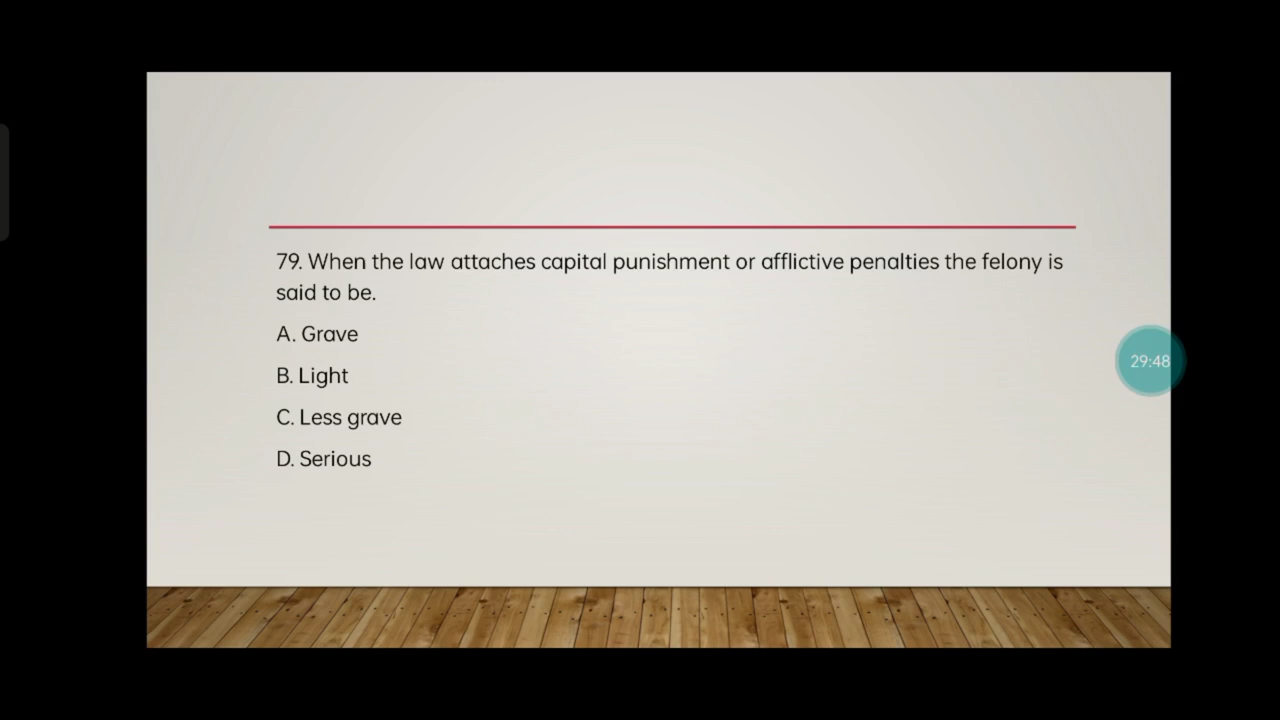 79. When the law attaches capital punishment or afflictive penalties the felony is
said to be.
A. Grave
B. Light
C. Less grave
D. Serious
29:48